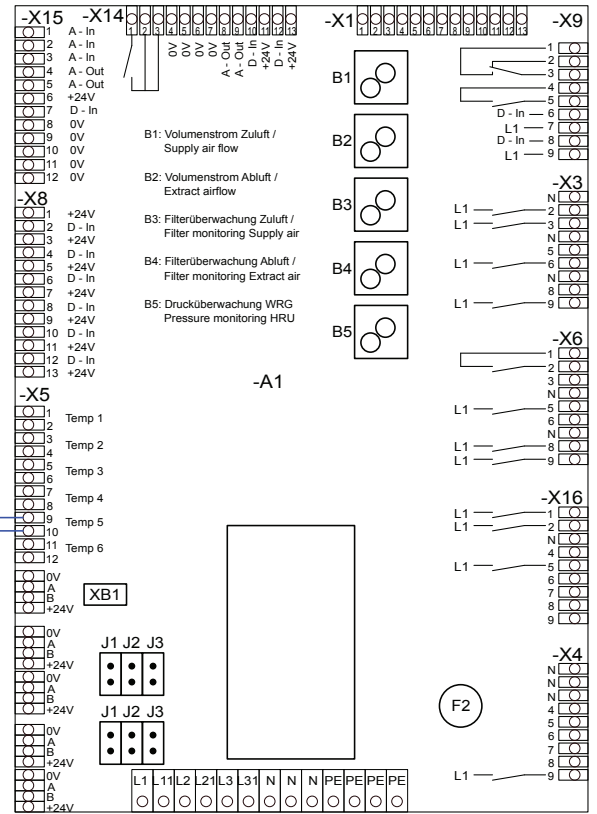 -X15
1 A - In
2 A - In
3 A - In
4 A - Out
5 A - Out
6 +24V
7 D - In
8 0V
9 0V
10 0V
11 0V
12 0V
-X14
1 2 3 4 5 6 7 8 9 10 11 12 13
0V 0V 0V 0V A - Out A - Out D - In +24V D - In +24V
-X1
1 2 3 4 5 6 7 8 9 10 11 12 13
-X9
1
2
3
4
5
D - In 6
L1 7
D - In 8
L1 9
B1
B2
B3
B4
B5
B1: Volumenstrom Zuluft /
Supply air flow
B2: Volumenstrom Abluft /
Extract airflow
B3: Filterüberwachung Zuluft /
Filter monitoring Supply air
B4: Filterüberwachung Abluft /
Filter monitoring Extract air
B5: Drucküberwachung WRG
Pressure monitoring HRU
-X8
1 +24V
2 D - In
3 +24V
4 D - In
5 +24V
6 D - In
7 +24V
8 D - In
9 +24V
10 D - In
11 +24V
12 D - In
13 +24V
-X3
N
L1 2
L1 3
N
5
L1 6
N
8
L1 9
-A1
-X6
1
2
3
N
L1 5
6
N
L1 8
L1 9
-X5
1
2
Temp 1
3
4
Temp 2
5
6
Temp 3
7
8
Temp 4
9
10
Temp 5
11
12
Temp 6
-X16
L1 1
L1 2
N
4
L1 5
6
7
8
9
0V
A
B
+24V
XB1
0V
A
B
+24V
0V
A
B
+24V
J1 J2 J3
0V
A
B
+24V
0V
A
B
+24V
J1 J2 J3
-X4
N
N
N
4
5
6
7
8
L1 9
F2
L1 L11 L2 L21 L3 L31 N N N PE PE PE PE